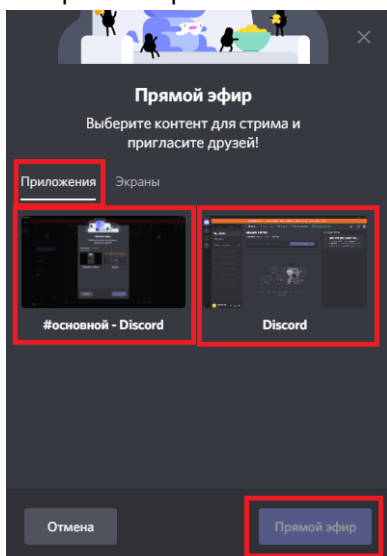 Прямой эфир
Выберите контент для стрима и
пригласите друзей!
Приложения Экраны
#основной - Discord Discord
Отмена Прямой эфир